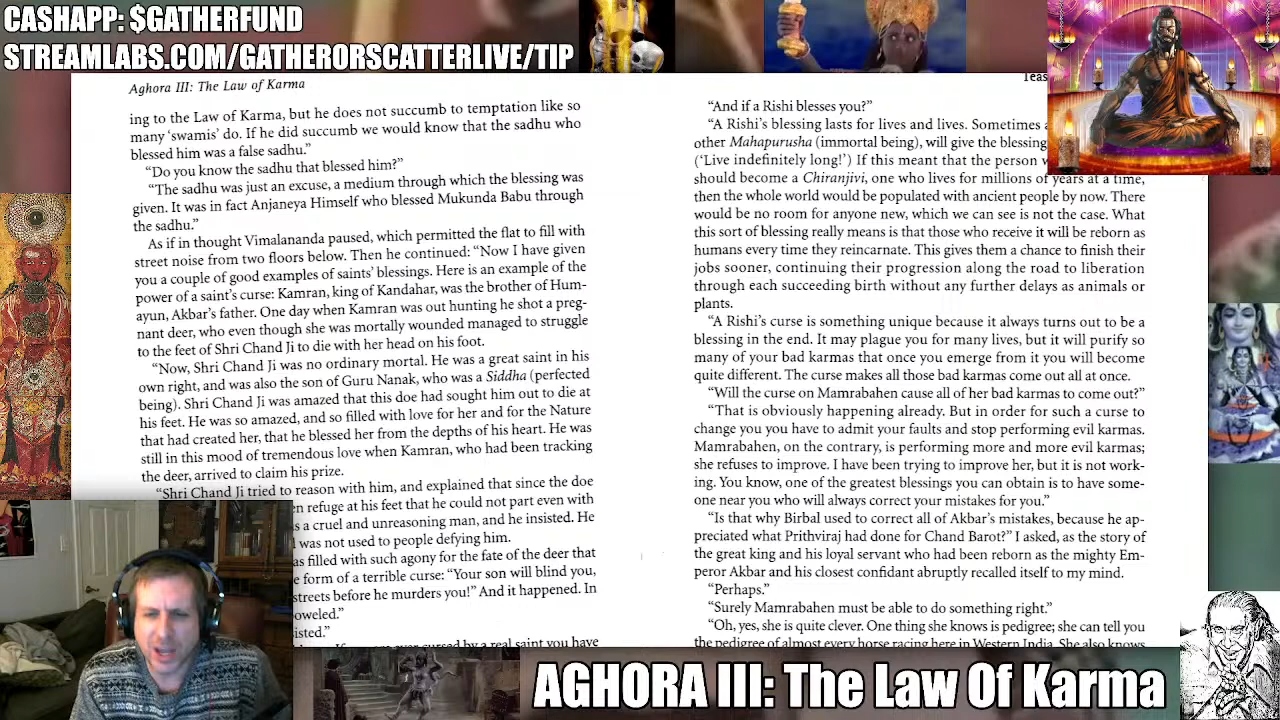 CASHAPP: $GATHERFUND
STREAMLABS.COM/GATHERORSCATTERLIVE/TIP
Aghora III: The Law of Karma
ing to the Law of Karma, but he does not succumb to temptation like so
many ‘swamis’ do. If he did succumb we would know that the sadhu who
blessed him was a false sadhu.”
“Do you know the sadhu that blessed him?”
“The sadhu was just an excuse, a medium through which the blessing was
given. It was in fact Anjaneya Himself who blessed Mukunda Babu through
the sadhu.”
As if in thought Vimalananda paused, which permitted the flat to fill with
street noise from two floors below. Then he continued: “Now I have given
you a couple of good examples of saints’ blessings. Here is an example of the
power of a saint’s curse: Kamran, king of Kandahar, was the brother of Hum-
ayun, Akbar’s father. One day when Kamran was out hunting he shot a preg-
nant deer, who even though she was mortally wounded managed to struggle
to the feet of Shri Chand Ji to die with her head on his foot.
“Now, Shri Chand Ji was no ordinary mortal. He was a great saint in his
own right, and was also the son of Guru Nanak, who was a Siddha (perfected
being). Shri Chand Ji was amazed that this doe had sought him out to die at
his feet. He was so amazed, and so filled with love for her and for the Nature
that had created her, that he blessed her from the depths of his heart. He was
still in this mood of tremendous love when Kamran, who had been tracking
the deer, arrived to claim his prize.
“Shri Chand Ji tried to reason with him, and explained that since the doe
en refuge at his feet that he could not part even with
s a cruel and unreasoning man, and he insisted. He
was not used to people defying him.
as filled with such agony for the fate of the deer that
e form of a terrible curse: “Your son will blind you,
streets before he murders you!” And it happened. In
oweled.”
isted.”
cursed by a real saint you have
Teas
“And if a Rishi blesses you?”
“A Rishi’s blessing lasts for lives and lives. Sometimes
other Mahapurusha (immortal being), will give the blessing
(‘Live indefinitely long!’) If this meant that the person
should become a Chiranjivi, one who lives for millions of years at a time,
then the whole world would be populated with ancient people by now. There
would be no room for anyone new, which we can see is not the case. What
this sort of blessing really means is that those who receive it will be reborn as
humans every time they reincarnate. This gives them a chance to finish their
jobs sooner, continuing their progression along the road to liberation
through each succeeding birth without any further delays as animals or
plants.
“A Rishi’s curse is something unique because it always turns out to be a
blessing in the end. It may plague you for many lives, but it will purify so
many of your bad karmas that once you emerge from it you will become
quite different. The curse makes all those bad karmas come out all at once.
“Will the curse on Mamrabahen cause all of her bad karmas to come out?”
“That is obviously happening already. But in order for such a curse to
change you you have to admit your faults and stop performing evil karmas.
Mamrabahen, on the contrary, is performing more and more evil karmas;
she refuses to improve. I have been trying to improve her, but it is not work-
ing. You know, one of the greatest blessings you can obtain is to have some-
one near you who will always correct your mistakes for you.”
“Is that why Birbal used to correct all of Akbar’s mistakes, because he ap-
preciated what Prithviraj had done for Chand Barot?” I asked, as the story of
the great king and his loyal servant who had been reborn as the mighty Em-
peror Akbar and his closest confidant abruptly recalled itself to my mind.
“Perhaps.”
“Surely Mamrabahen must be able to do something right.”
“Oh, yes, she is quite clever. One thing she knows is pedigree; she can tell you
the pedigree of almost every horse racing here in Western India. She also knows
AGHORA III: The Law Of Karma